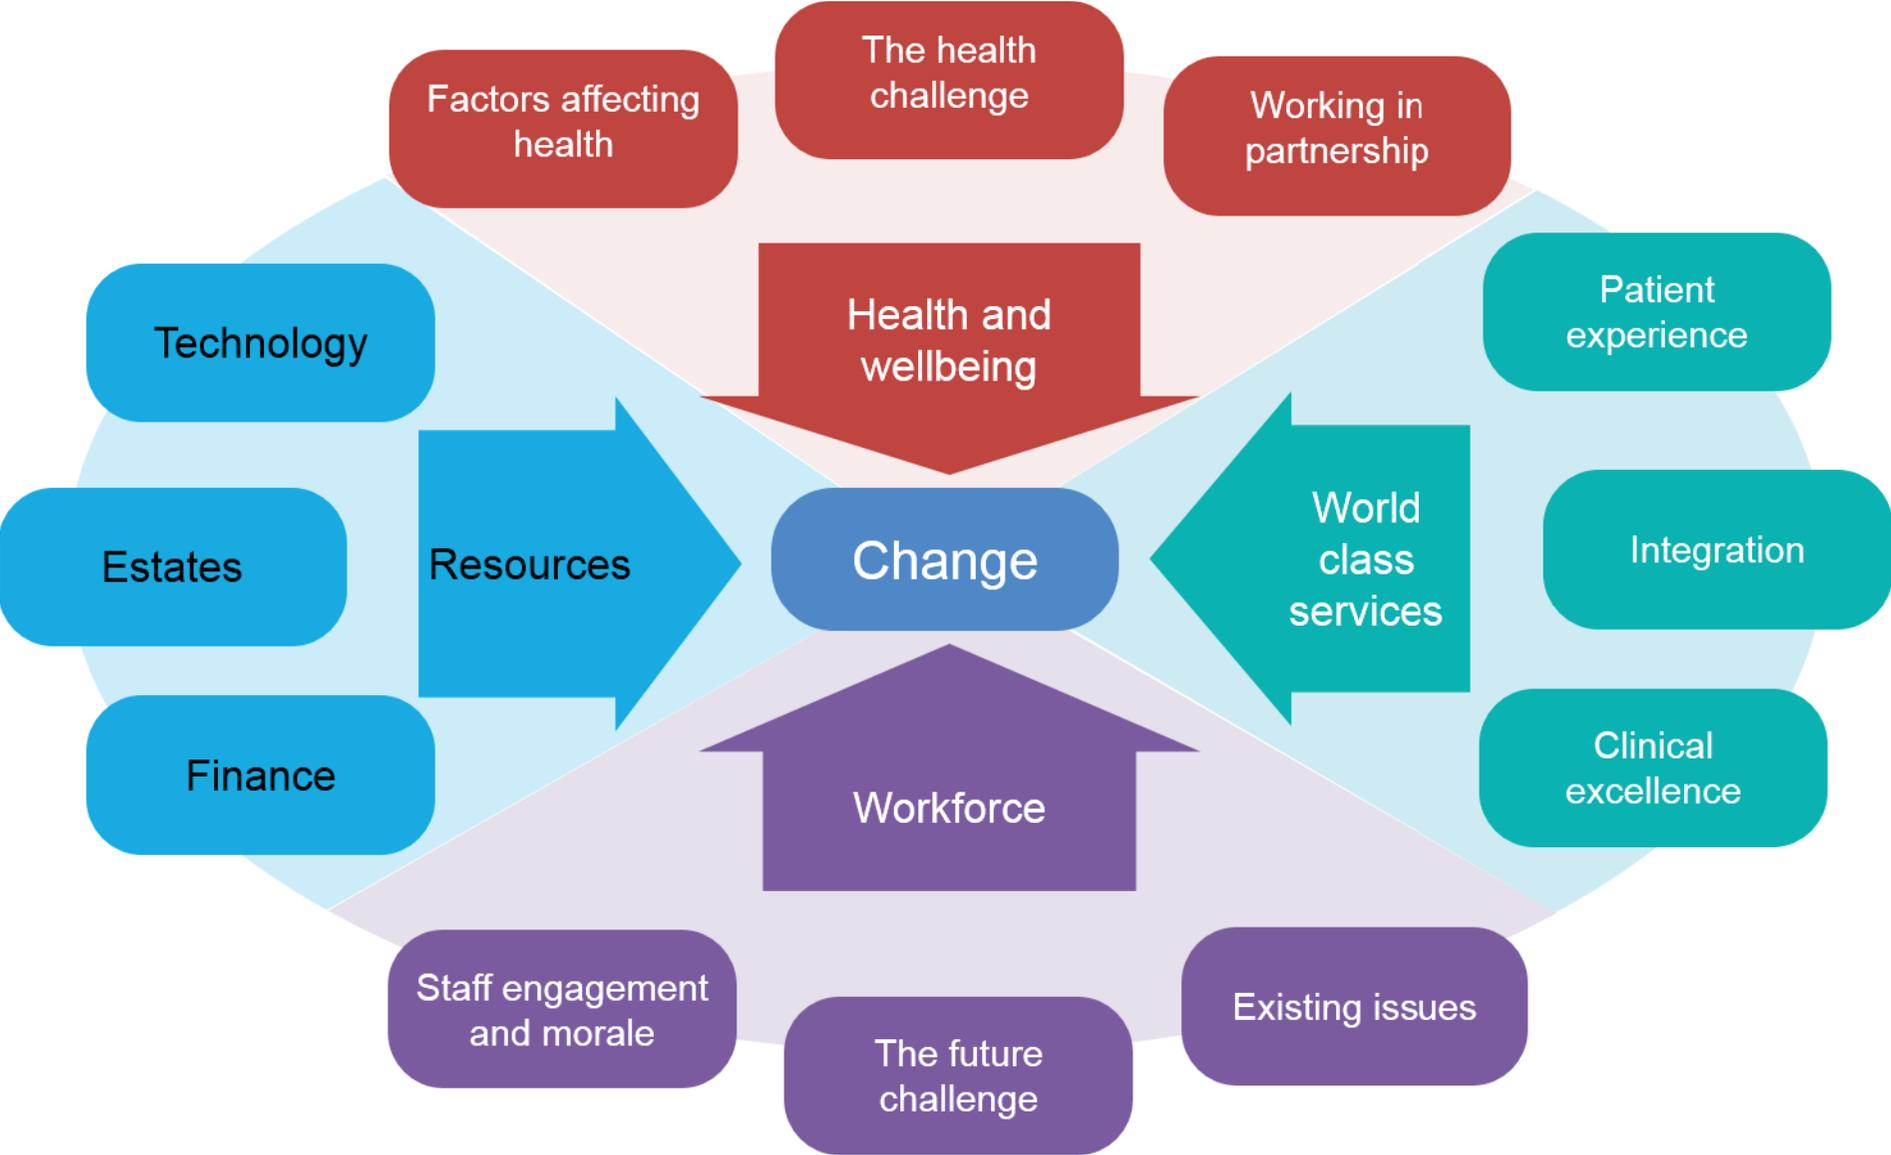 The health
challenge
Factors affecting
health
Working in
partnership
Health and
wellbeing
Patient
experience
Technology
World
class
services
Integration
Change
Resources
Estates
Clinical
excellence
Finance
Workforce
Staff engagement
and morale
The future
challenge
Existing issues